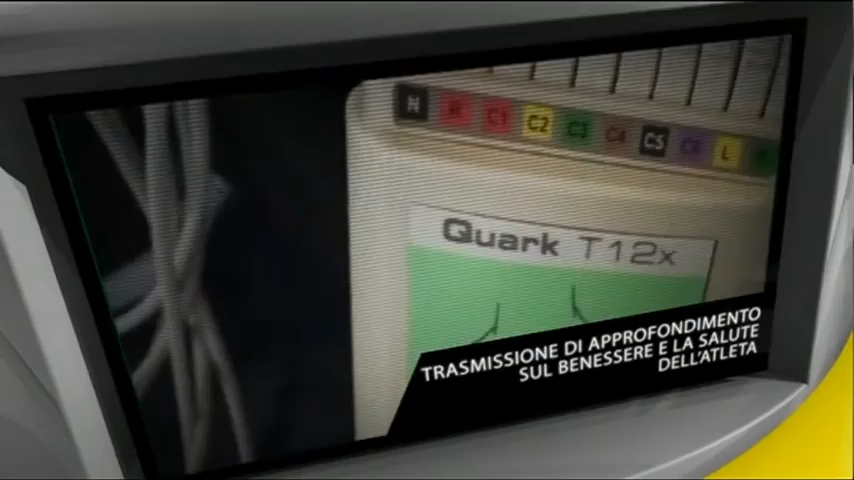 N R C1 C2 C3 C4 C5 C6 L F
Quark T12x
TRASMISSIONE DI APPROFONDIMENTO
SUL BENESSERE E LA SALUTE
DELL'ATLETA